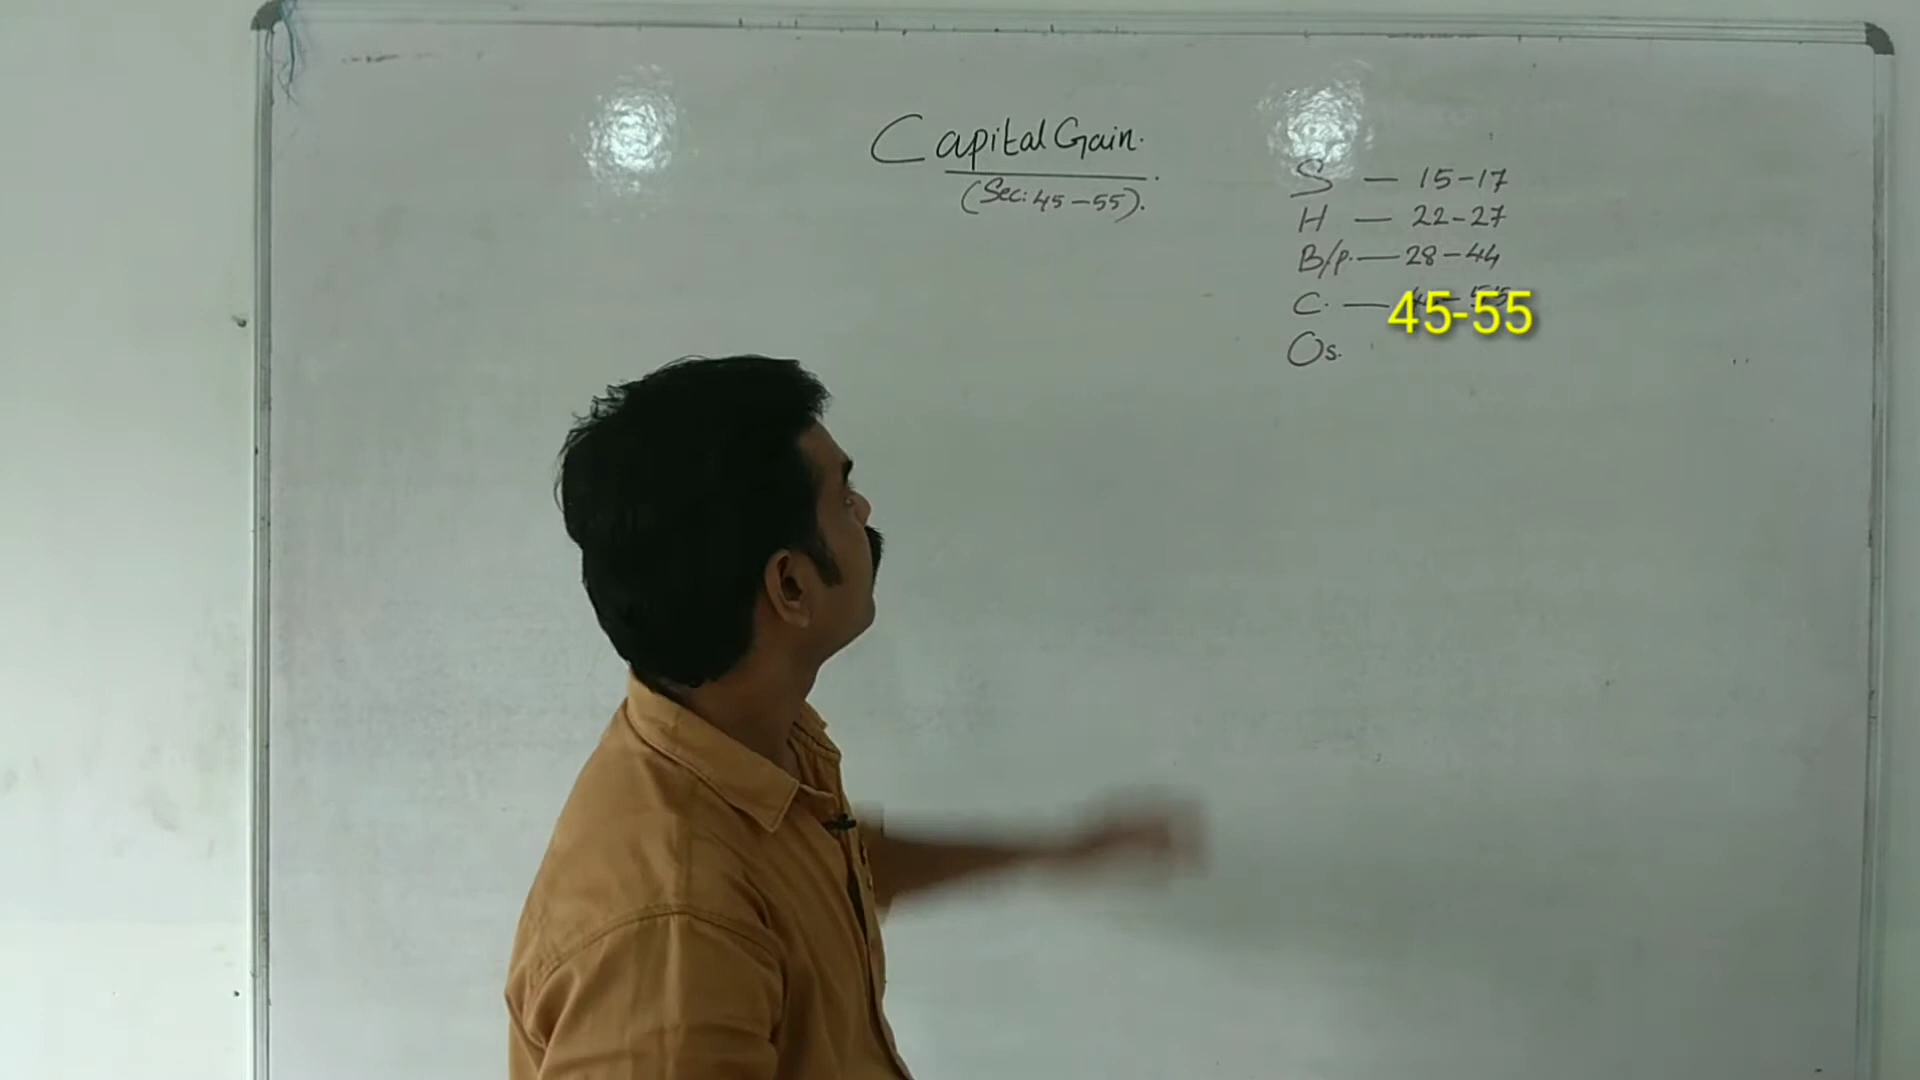 Capital Gain.
(Sec: 45-55).
S — 15-17
H — 22-27
B/p. — 28-44
C. — 45-55
Os.